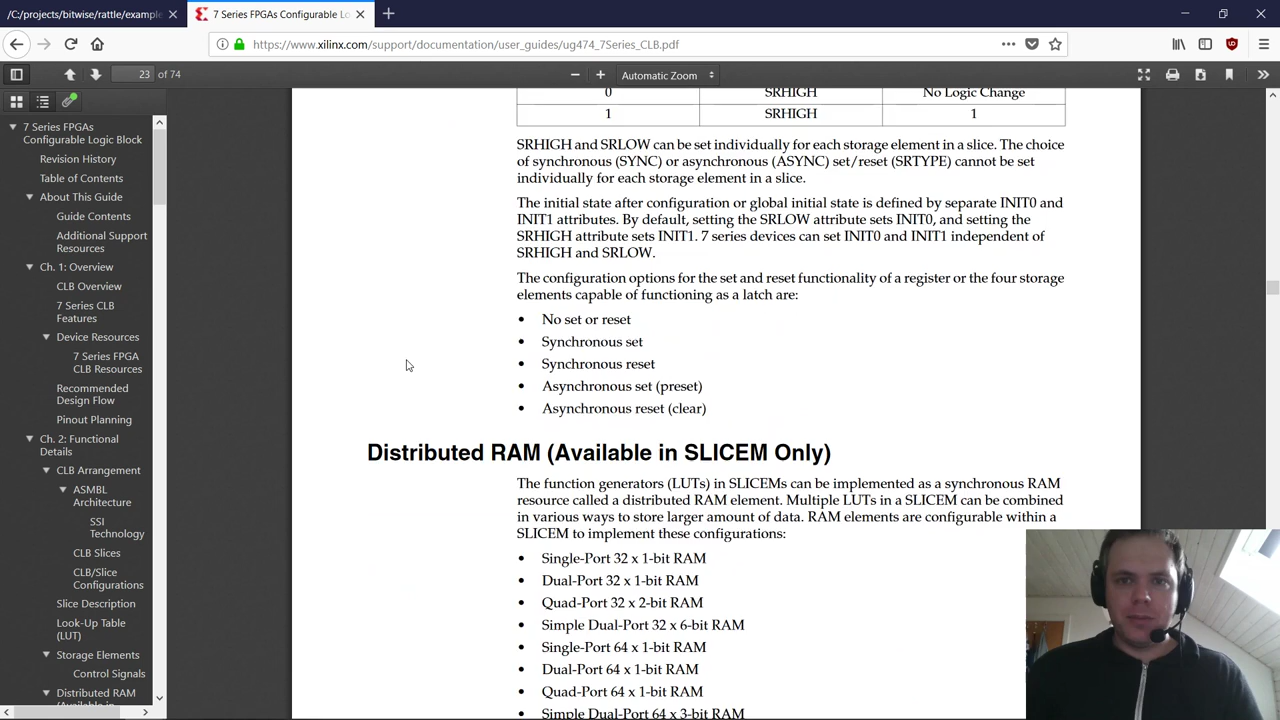 /C:/projects/bitwise/rattle/example
7 Series FPGAs Configurable Lo
https://www.xilinx.com/support/documentation/user_guides/ug474_7Series_CLB.pdf
23 of 74
Automatic Zoom
7 Series FPGAs
Configurable Logic Block
Revision History
Table of Contents
About This Guide
Guide Contents
Additional Support
Resources
Ch. 1: Overview
CLB Overview
7 Series CLB
Features
Device Resources
7 Series FPGA
CLB Resources
Recommended
Design Flow
Pinout Planning
Ch. 2: Functional
Details
CLB Arrangement
ASMBL
Architecture
SSI
Technology
CLB Slices
CLB/Slice
Configurations
Slice Description
Look-Up Table
(LUT)
Storage Elements
Control Signals
Distributed RAM
(Available in
0 SRHIGH No Logic Change
1 SRHIGH 1
SRHIGH and SRLOW can be set individually for each storage element in a slice. The choice
of synchronous (SYNC) or asynchronous (ASYNC) set/reset (SRTYPE) cannot be set
individually for each storage element in a slice.
The initial state after configuration or global initial state is defined by separate INIT0 and
INIT1 attributes. By default, setting the SRLOW attribute sets INIT0, and setting the
SRHIGH attribute sets INIT1. 7 series devices can set INIT0 and INIT1 independent of
SRHIGH and SRLOW.
The configuration options for the set and reset functionality of a register or the four storage
elements capable of functioning as a latch are:
• No set or reset
• Synchronous set
• Synchronous reset
• Asynchronous set (preset)
• Asynchronous reset (clear)
Distributed RAM (Available in SLICEM Only)
The function generators (LUTs) in SLICEMs can be implemented as a synchronous RAM
resource called a distributed RAM element. Multiple LUTs in a SLICEM can be combined
in various ways to store larger amount of data. RAM elements are configurable within a
SLICEM to implement these configurations:
• Single-Port 32 x 1-bit RAM
• Dual-Port 32 x 1-bit RAM
• Quad-Port 32 x 2-bit RAM
• Simple Dual-Port 32 x 6-bit RAM
• Single-Port 64 x 1-bit RAM
• Dual-Port 64 x 1-bit RAM
• Quad-Port 64 x 1-bit RAM
• Simple Dual-Port 64 x 3-bit RAM